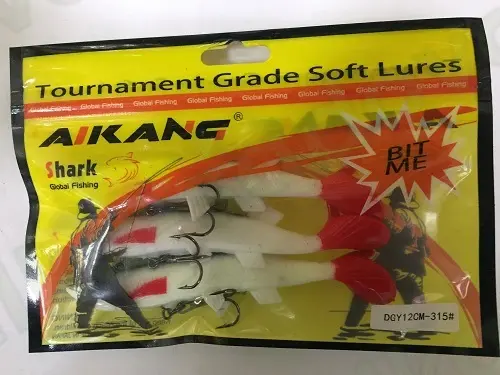 Tournament Grade Soft Lures
Global Fishing Global Fishing Global Fishing Global Fishing Global Fishing Global Fishing Global Fishing
AIKANG®
Shark
Global Fishing
BIT
ME
DGY12CM-315#